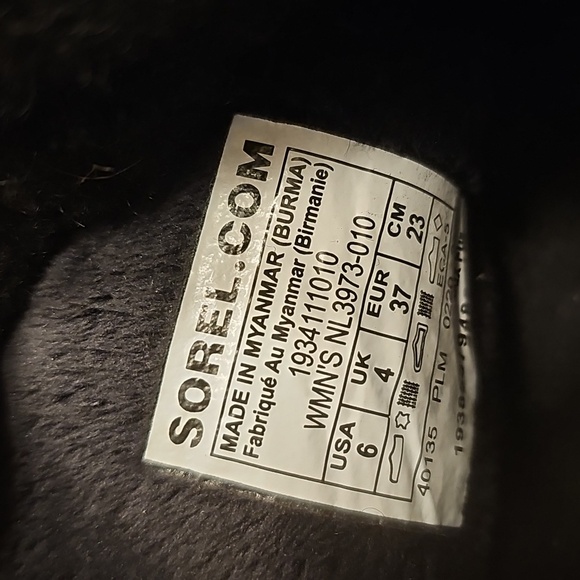 SOREL.COM
MADE IN MYANMAR (BURMA)
Fabriqué Au Myanmar (Birmanie)
1934111010
WMN'S NL3973-010
USA UK EUR CM
6 4 37 23
40135 PLM